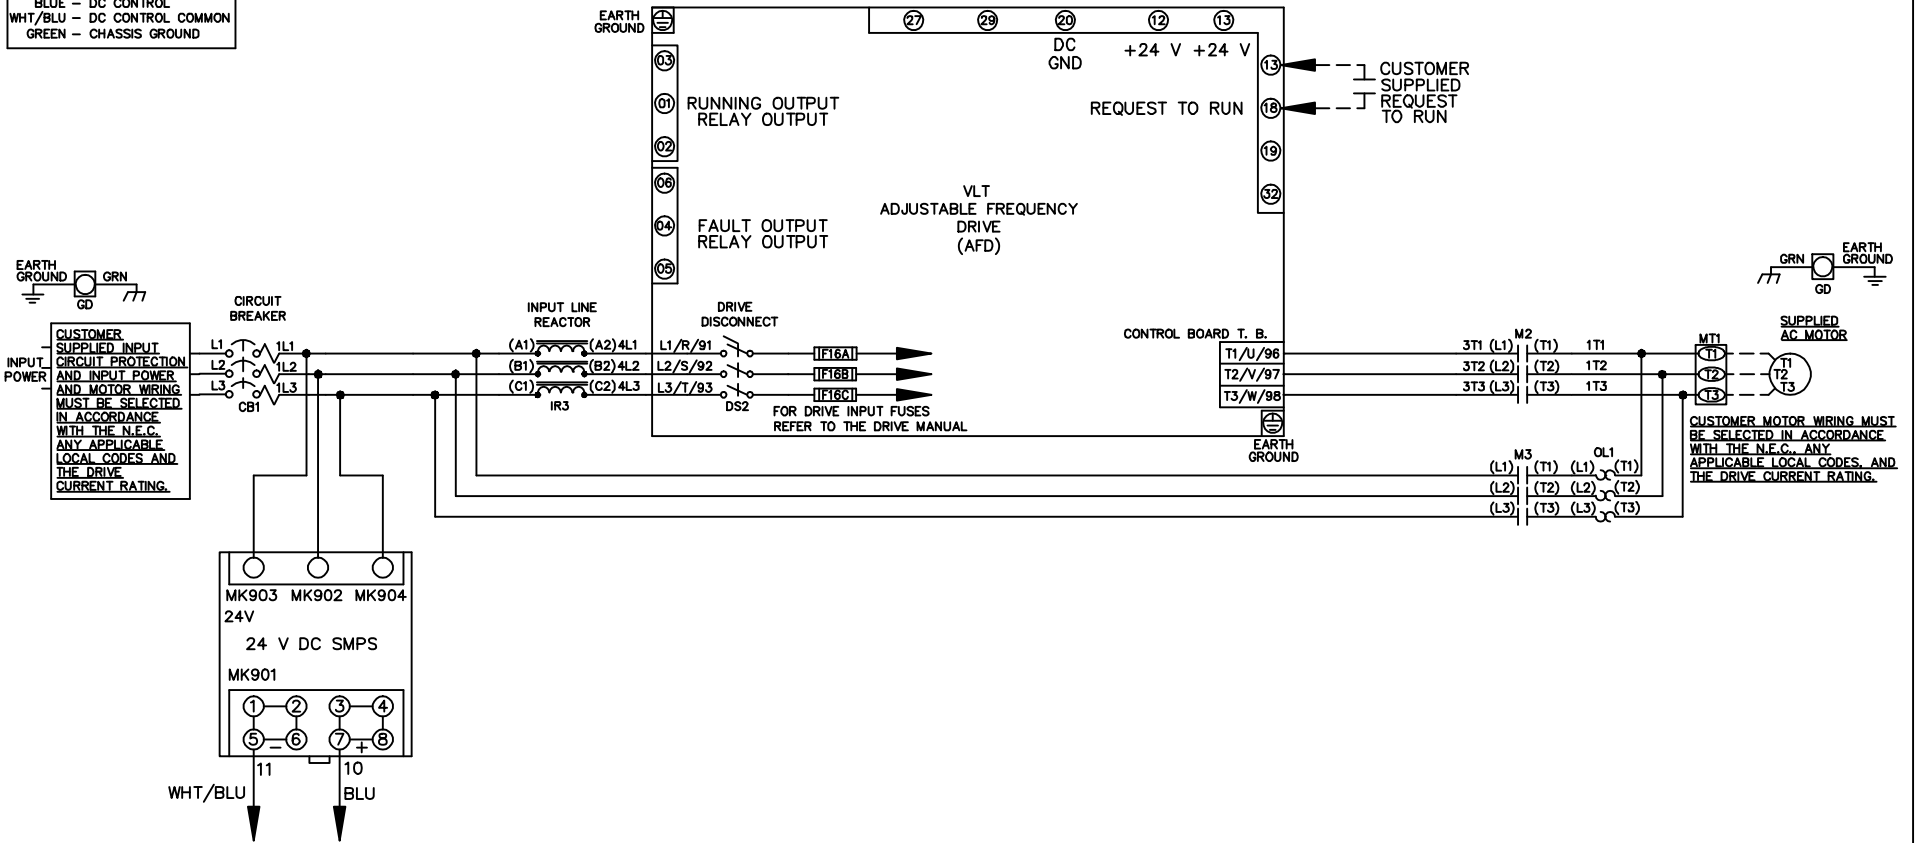 BLUE - DC CONTROL
WHT/BLU - DC CONTROL COMMON
GREEN - CHASSIS GROUND
EARTH
GROUND
27
29
20
12
13
DC
GND
+24 V
+24 V
03
01
02
RUNNING OUTPUT
RELAY OUTPUT
06
04
05
FAULT OUTPUT
RELAY OUTPUT
VLT
ADJUSTABLE FREQUENCY
DRIVE
(AFD)
REQUEST TO RUN
13
18
19
32
CUSTOMER
SUPPLIED
REQUEST
TO RUN
EARTH
GROUND
GRN
GD
INPUT
POWER
CUSTOMER
SUPPLIED INPUT
CIRCUIT PROTECTION
AND INPUT POWER
AND MOTOR WIRING
MUST BE SELECTED
IN ACCORDANCE
WITH THE N.E.C.
ANY APPLICABLE
LOCAL CODES AND
THE DRIVE
CURRENT RATING.
CIRCUIT
BREAKER
L1
1L1
L2
1L2
L3
1L3
CB1
INPUT LINE
REACTOR
(A1)
(A2) 4L1
(B1)
(B2) 4L2
(C1)
(C2) 4L3
IR3
DRIVE
DISCONNECT
L1/R/91
L2/S/92
L3/T/93
DS2
F16A
F16B
F16C
FOR DRIVE INPUT FUSES
REFER TO THE DRIVE MANUAL
CONTROL BOARD T. B.
T1/U/96
T2/V/97
T3/W/98
EARTH
GROUND
M2
3T1 (L1)
(T1)
1T1
3T2 (L2)
(T2)
1T2
3T3 (L3)
(T3)
1T3
MT1
T1
T2
T3
GRN
EARTH
GROUND
GD
SUPPLIED
AC MOTOR
T1
T2
T3
CUSTOMER MOTOR WIRING MUST
BE SELECTED IN ACCORDANCE
WITH THE N.E.C., ANY
APPLICABLE LOCAL CODES, AND
THE DRIVE CURRENT RATING.
M3
OL1
(L1)
(T1)
(L1)
(T1)
(L2)
(T2)
(L2)
(T2)
(L3)
(T3)
(L3)
(T3)
MK903
MK902
MK904
24V
24 V DC SMPS
MK901
1
2
3
4
5
-
6
7
+
8
11
10
WHT/BLU
BLU